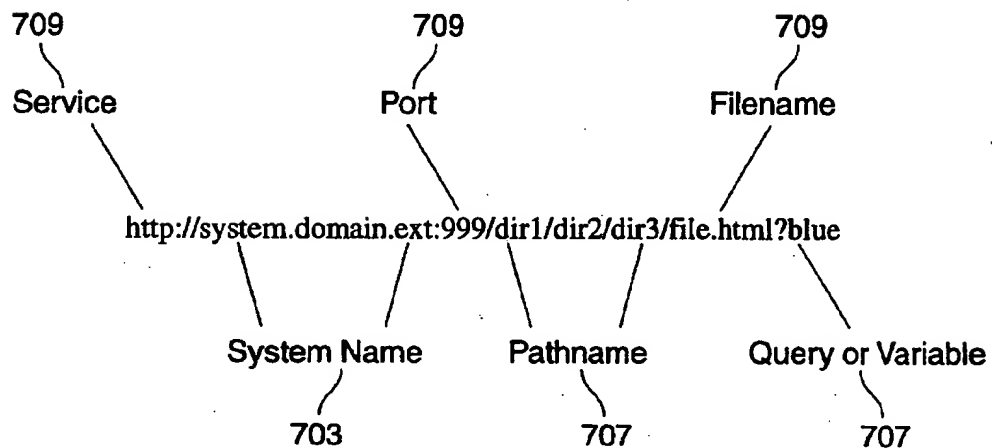 709 709 709
Service Port Filename
http://system.domain.ext:999/dir1/dir2/dir3/file.html?blue
System Name Pathname Query or Variable
703 707 707